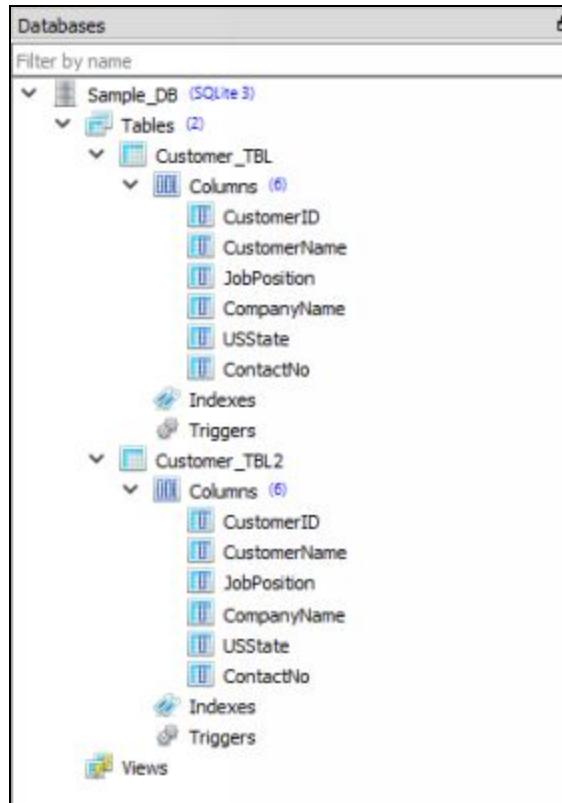 Databases
Filter by name
Sample_DB (SQLite 3)
Tables (2)
Customer_TBL
Columns (6)
CustomerID
CustomerName
JobPosition
CompanyName
USState
ContactNo
Indexes
Triggers
Customer_TBL2
Columns (6)
CustomerID
CustomerName
JobPosition
CompanyName
USState
ContactNo
Indexes
Triggers
Views